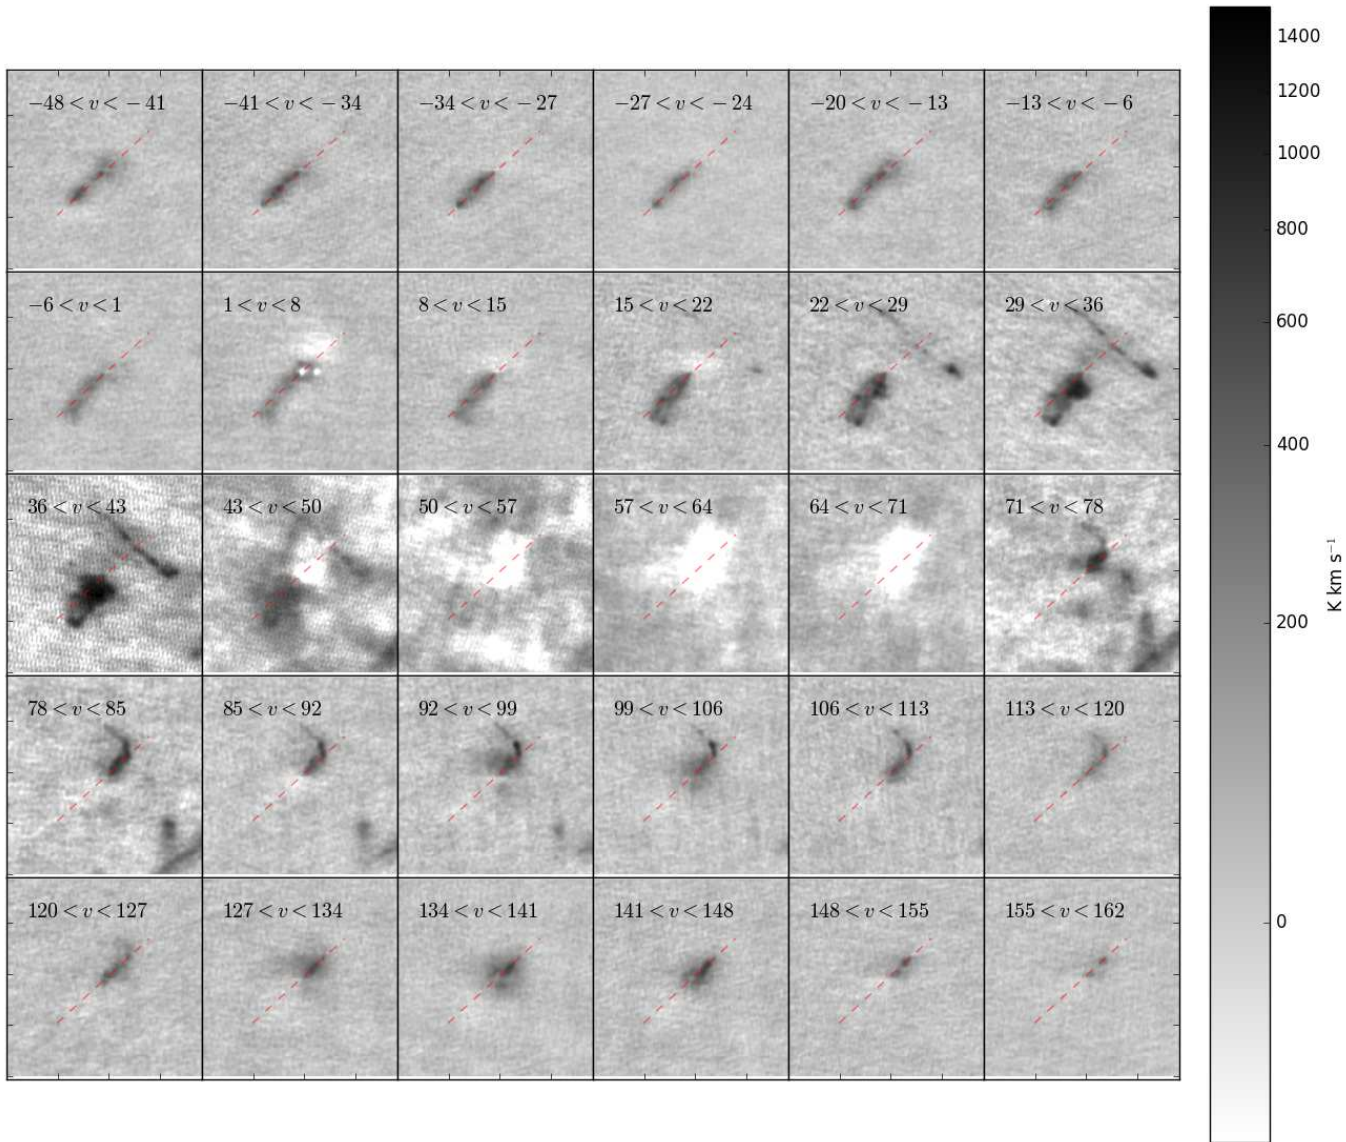 1400
−48 < v < −41 −41 < v < −34 −34 < v < −27 −27 < v < −24 −20 < v < −13 −13 < v < −6
1200
1000
800
−6 < v < 1 1 < v < 8 8 < v < 15 15 < v < 22 22 < v < 29 29 < v < 36
600
400
36 < v < 43 43 < v < 50 50 < v < 57 57 < v < 64 64 < v < 71 71 < v < 78
K km s⁻¹
200
78 < v < 85 85 < v < 92 92 < v < 99 99 < v < 106 106 < v < 113 113 < v < 120
120 < v < 127 127 < v < 134 134 < v < 141 141 < v < 148 148 < v < 155 155 < v < 162
0